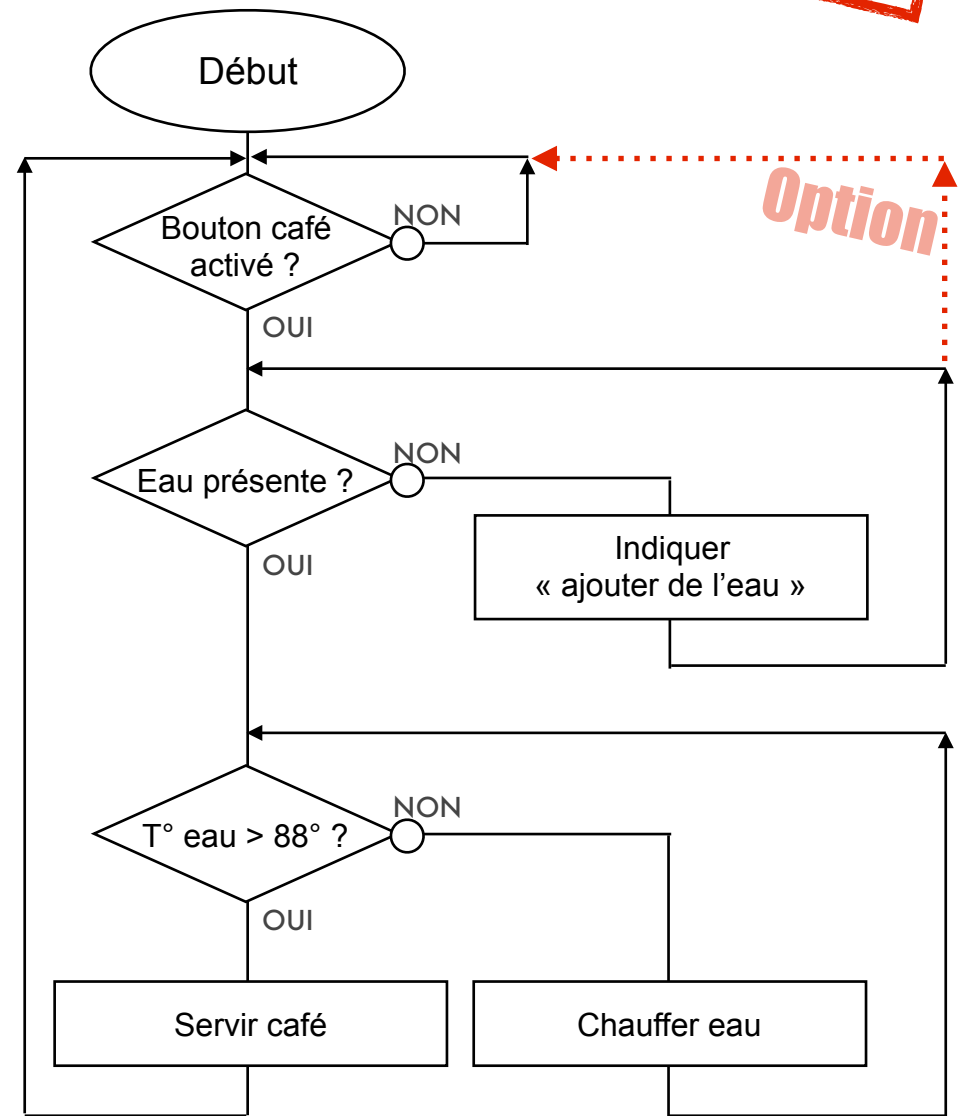 Début
Option
NON
Bouton café
activé ?
OUI
NON
Eau présente ?
Indiquer
« ajouter de l’eau »
OUI
NON
T° eau > 88° ?
OUI
Servir café
Chauffer eau